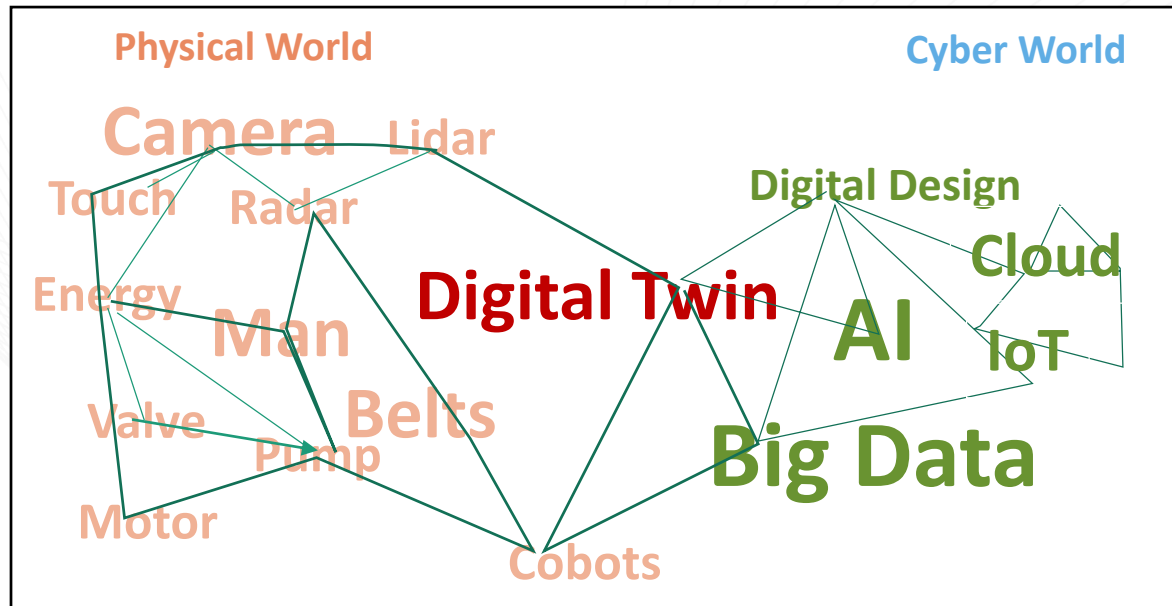 Physical World
Cyber World
Camera
Lidar
Touch
Radar
Digital Design
Cloud
Energy
Digital Twin
Man
AI
IoT
Valve
Belts
Pump
Big Data
Motor
Cobots